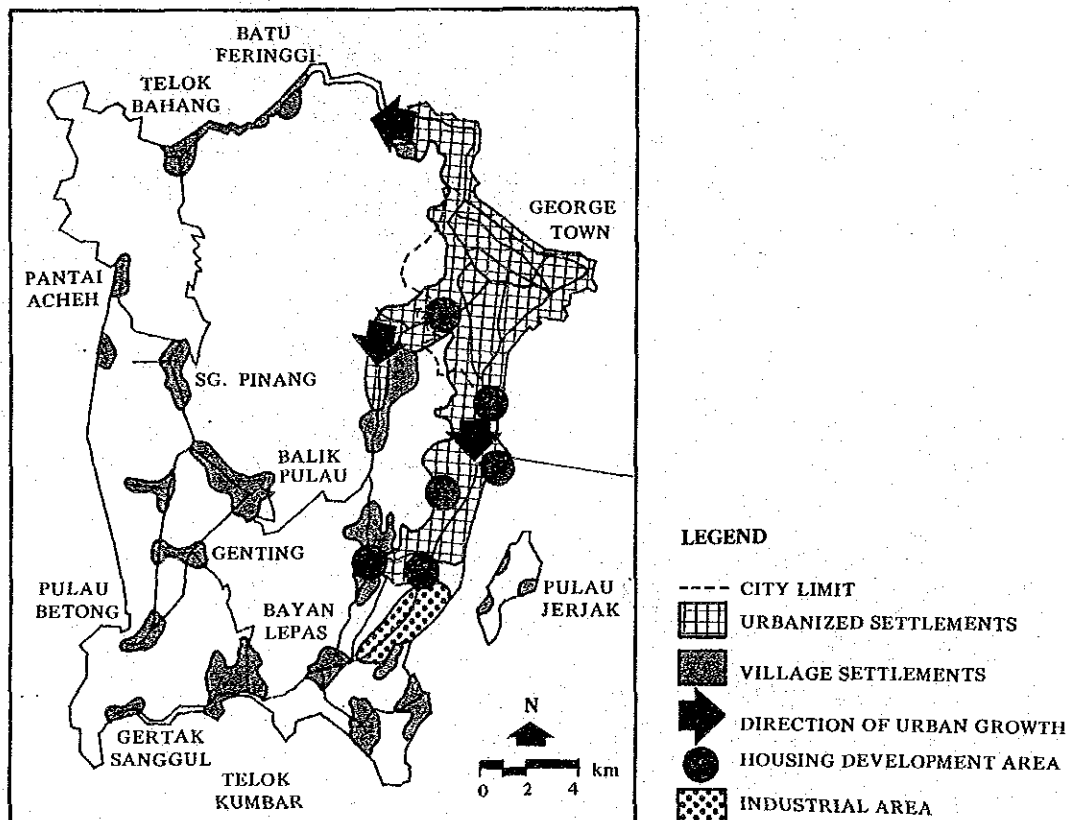 BATU
FERINGGI
TELOK
BAHANG
GEORGE
TOWN
PANTAI
ACHEH
SG. PINANG
BALIK
PULAU
GENTING
PULAU
BETONG
BAYAN
LEPAS
PULAU
JERJAK
GERTAK
SANGGUL
TELOK
KUMBAR
N
km
0 2 4
LEGEND
CITY LIMIT
URBANIZED SETTLEMENTS
VILLAGE SETTLEMENTS
DIRECTION OF URBAN GROWTH
HOUSING DEVELOPMENT AREA
INDUSTRIAL AREA